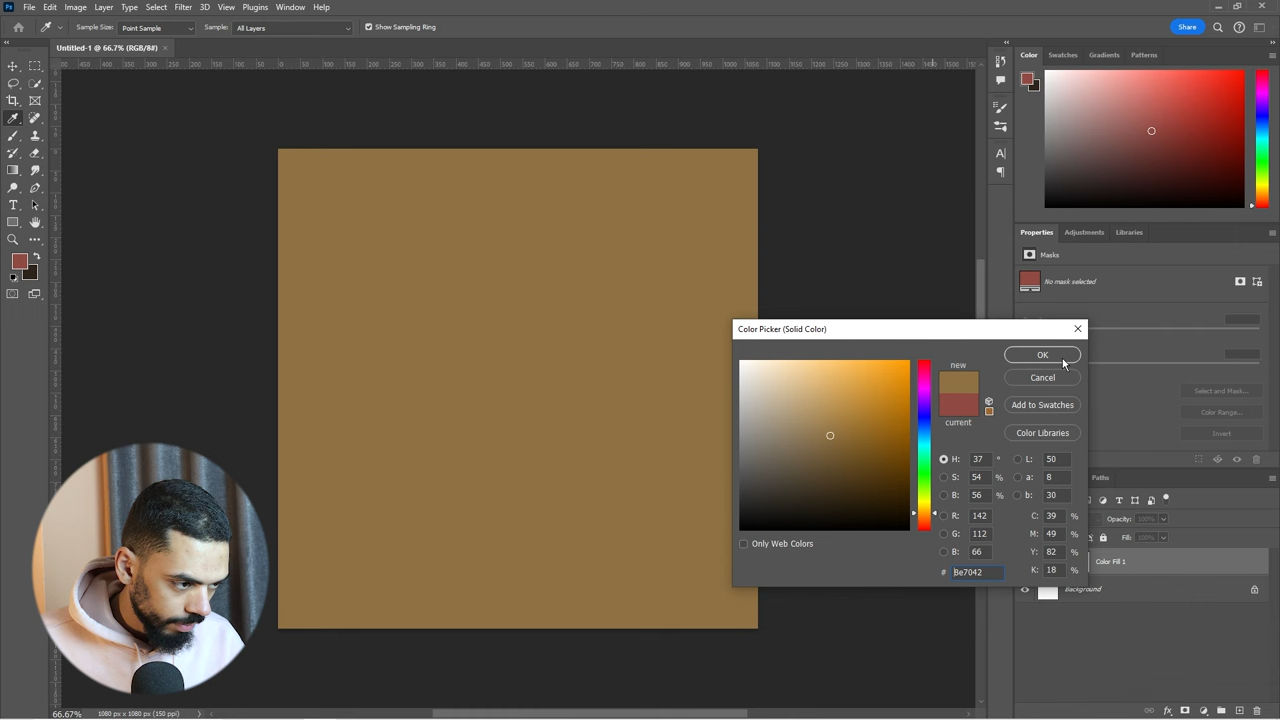 Ps File Edit Image Layer Type Select Filter 3D View Plugins Window Help
Sample Size: Point Sample Sample: All Layers Show Sampling Ring Share
Untitled-1 @ 66.7% (RGB/8#) ×
Color Swatches Gradients Patterns
Properties Adjustments Libraries
Masks
No mask selected
Color Picker (Solid Color)
new
OK
Cancel
Add to Swatches
current
Color Libraries
H: 37 ° L: 50
S: 54 % a: 8
B: 56 % b: 30
R: 142 C: 39 %
G: 112 M: 49 %
B: 66 Y: 82 %
# 8e7042 K: 18 %
Only Web Colors
Select and Mask...
Color Range...
Invert
Paths
Opacity: 100%
Fill: 100%
Color Fill 1
Background
66.67% 1080 px x 1080 px (150 ppi)